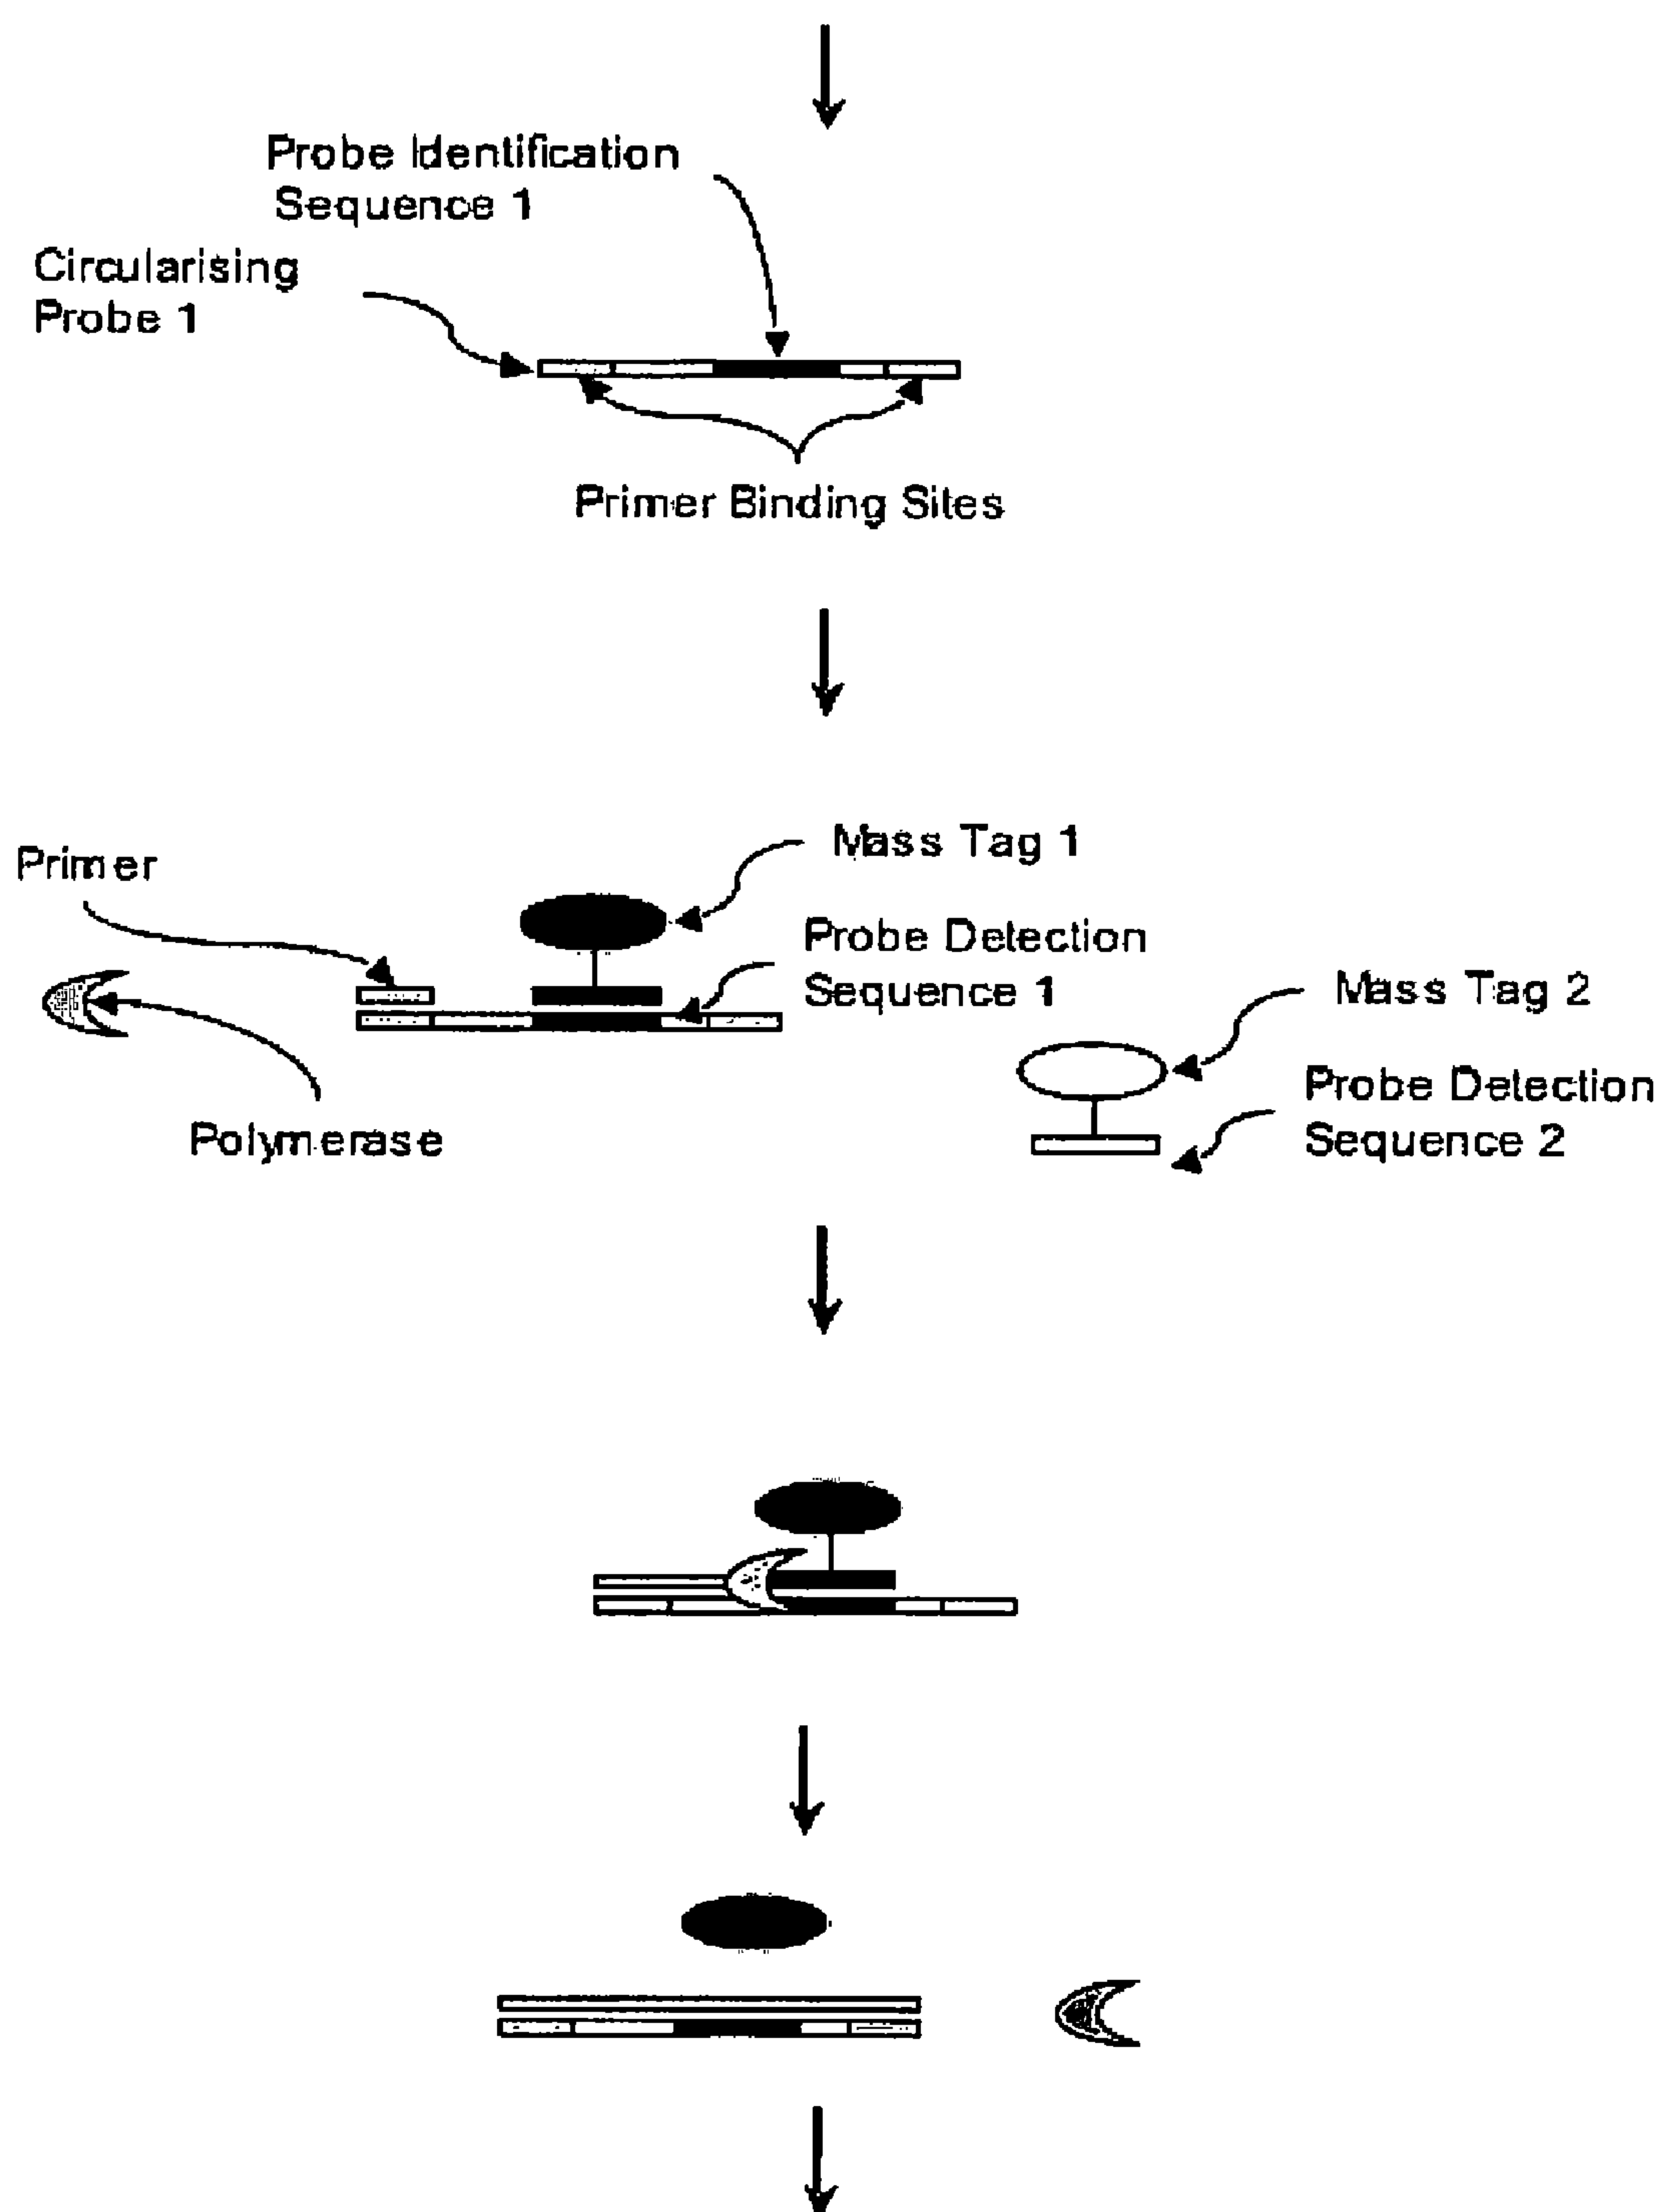 Probe Identification
Sequence 1
Circularising
Probe 1
Primer Binding Sites
Primer
Mass Tag 1
Probe Detection
Sequence 1
Mass Tag 2
Probe Detection
Sequence 2
Polymerase